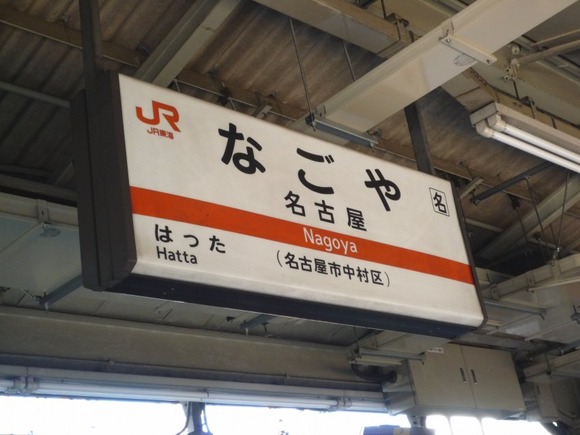 JR
JR東海
なごや
名
名古屋
Nagoya
はった
Hatta
（名古屋市中村区）